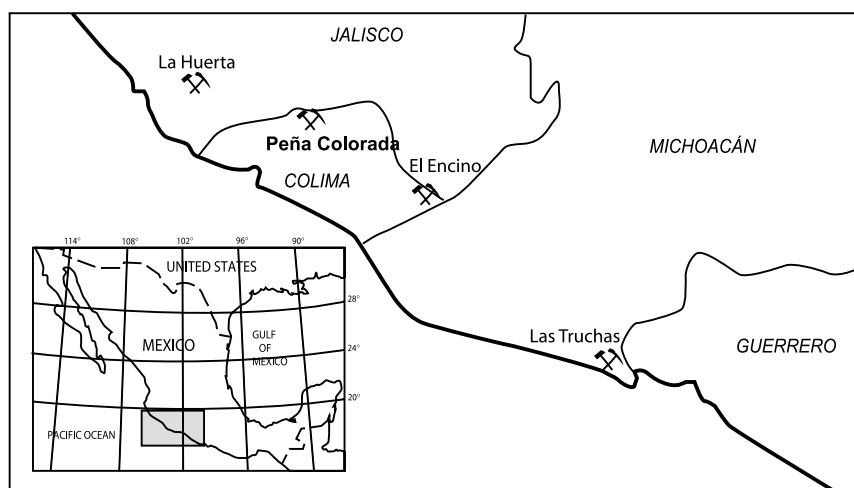 JALISCO
La Huerta
Peña Colorada
MICHOACÁN
El Encino
COLIMA
114°
108°
102°
96°
90°
UNITED STATES
28°
MEXICO
GULF
OF
MEXICO
24°
20°
PACIFIC OCEAN
Las Truchas
GUERRERO